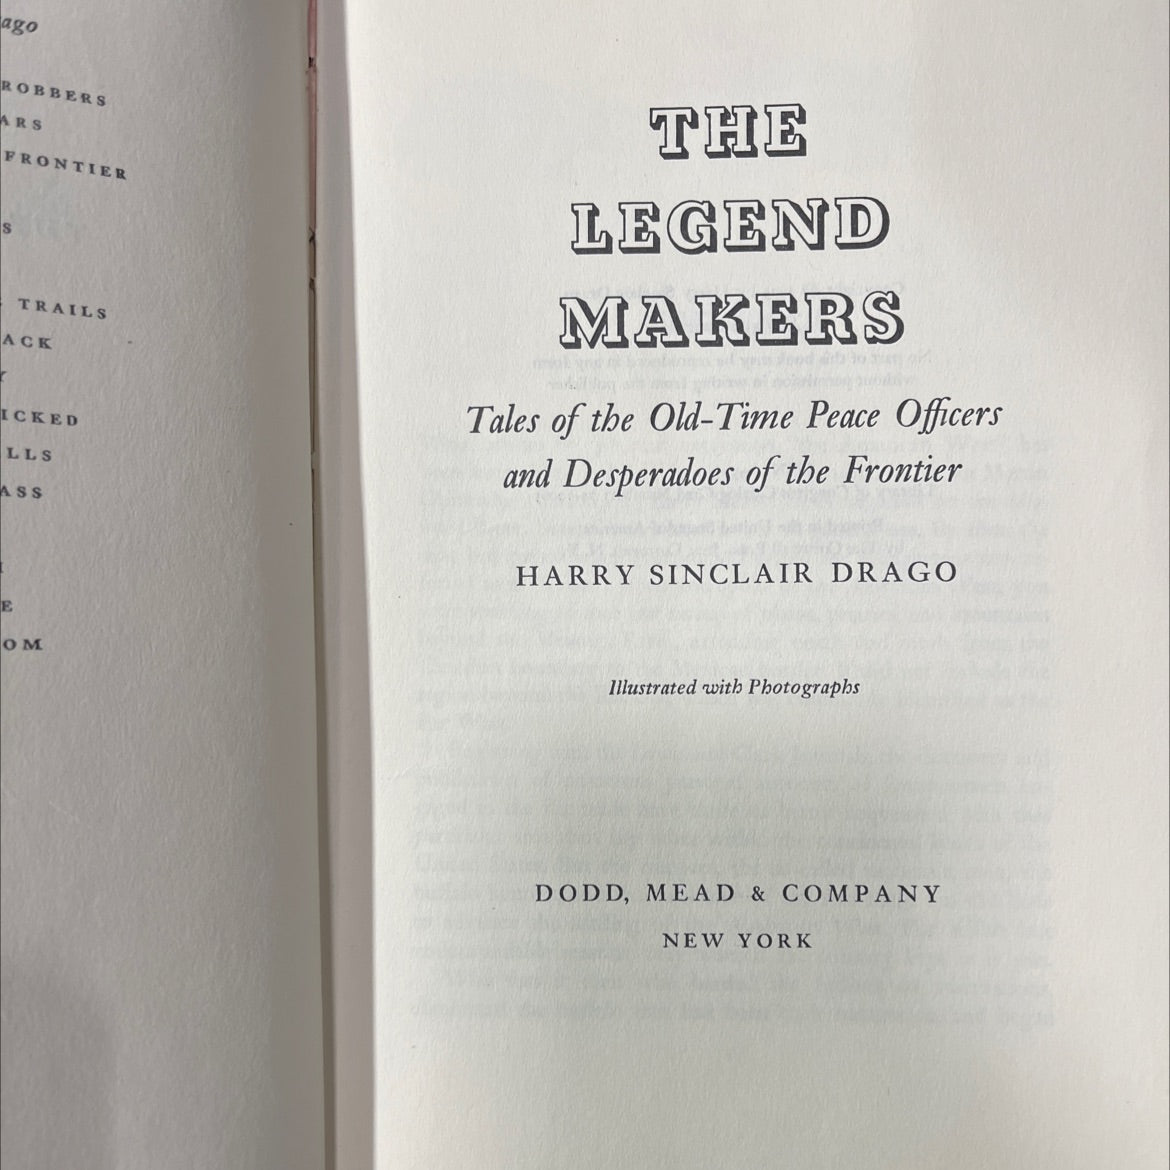 ROBBERS
ARS
FRONTIER
S
TRAILS
ACK
ICKED
LLS
ASS
E
OM
THE
LEGEND
MAKERS
Tales of the Old-Time Peace Officers
and Desperadoes of the Frontier
HARRY SINCLAIR DRAGO
Illustrated with Photographs
DODD, MEAD & COMPANY
NEW YORK